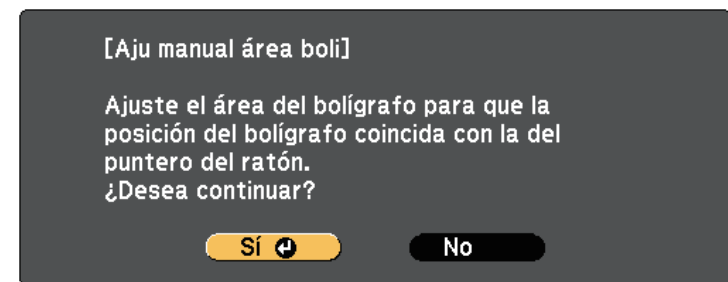 [Aju manual área boli]
Ajuste el área del bolígrafo para que la
posición del bolígrafo coincida con la del
puntero del ratón.
¿Desea continuar?
Sí No